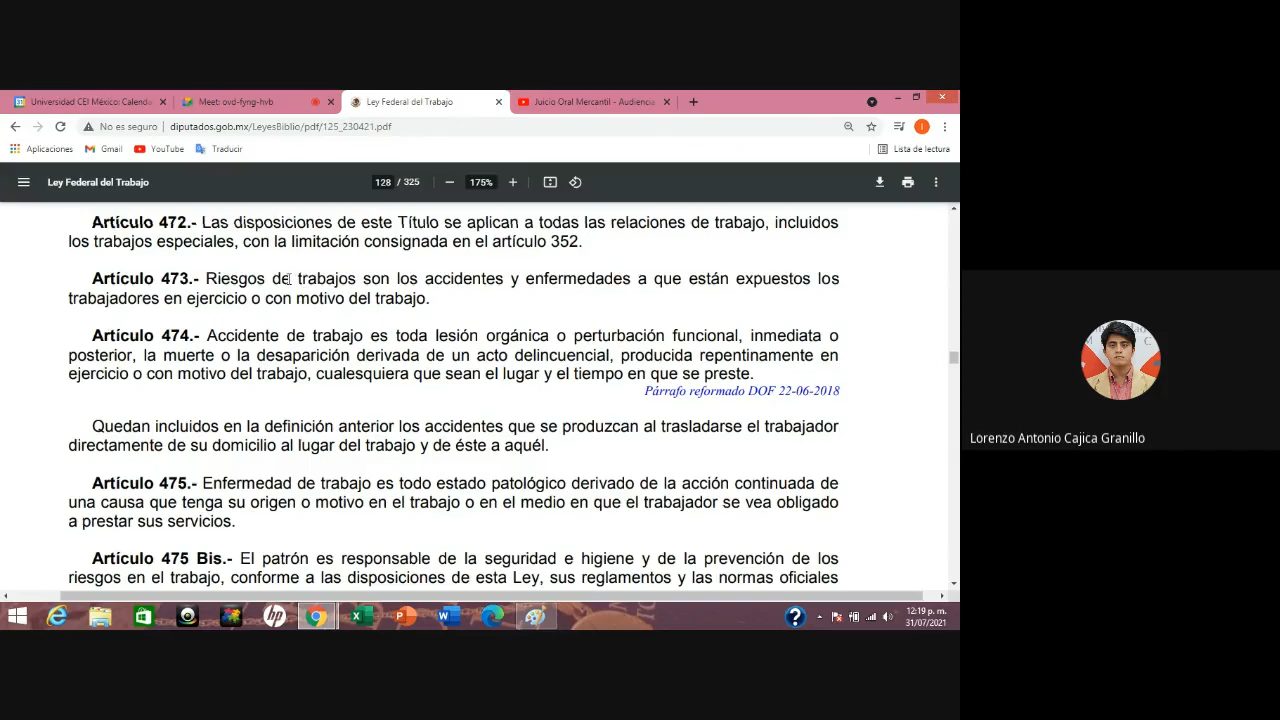 Universidad CEI México: Calenda
Meet: ovd-fyng-hvb
Ley Federal del Trabajo
Juicio Oral Mercantil - Audiencia
No es seguro | diputados.gob.mx/LeyesBiblio/pdf/125_230421.pdf
Aplicaciones Gmail YouTube Traducir Lista de lectura
Ley Federal del Trabajo 128 / 325 175%
Artículo 472.- Las disposiciones de este Título se aplican a todas las relaciones de trabajo, incluidos
los trabajos especiales, con la limitación consignada en el artículo 352.
Artículo 473.- Riesgos de trabajos son los accidentes y enfermedades a que están expuestos los
trabajadores en ejercicio o con motivo del trabajo.
Artículo 474.- Accidente de trabajo es toda lesión orgánica o perturbación funcional, inmediata o
posterior, la muerte o la desaparición derivada de un acto delincuencial, producida repentinamente en
ejercicio o con motivo del trabajo, cualesquiera que sean el lugar y el tiempo en que se preste.
Párrafo reformado DOF 22-06-2018
Quedan incluidos en la definición anterior los accidentes que se produzcan al trasladarse el trabajador
directamente de su domicilio al lugar del trabajo y de éste a aquél.
Artículo 475.- Enfermedad de trabajo es todo estado patológico derivado de la acción continuada de
una causa que tenga su origen o motivo en el trabajo o en el medio en que el trabajador se vea obligado
a prestar sus servicios.
Artículo 475 Bis.- El patrón es responsable de la seguridad e higiene y de la prevención de los
riesgos en el trabajo, conforme a las disposiciones de esta Ley, sus reglamentos y las normas oficiales
12:19 p. m.
31/07/2021
Lorenzo Antonio Cajica Granillo